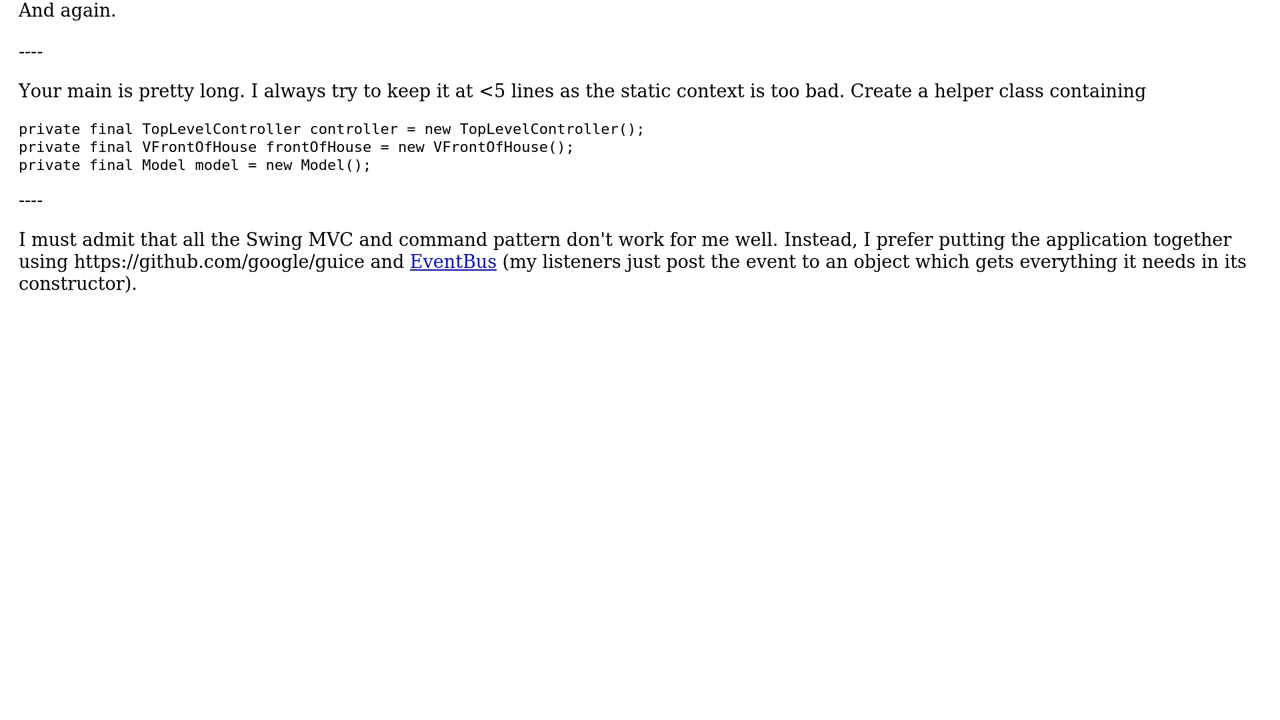 And again.
----
Your main is pretty long. I always try to keep it at <5 lines as the static context is too bad. Create a helper class containing
private final TopLevelController controller = new TopLevelController();
private final VFrontOfHouse frontOfHouse = new VFrontOfHouse();
private final Model model = new Model();
----
I must admit that all the Swing MVC and command pattern don't work for me well. Instead, I prefer putting the application together
using https://github.com/google/guice and EventBus (my listeners just post the event to an object which gets everything it needs in its
constructor).